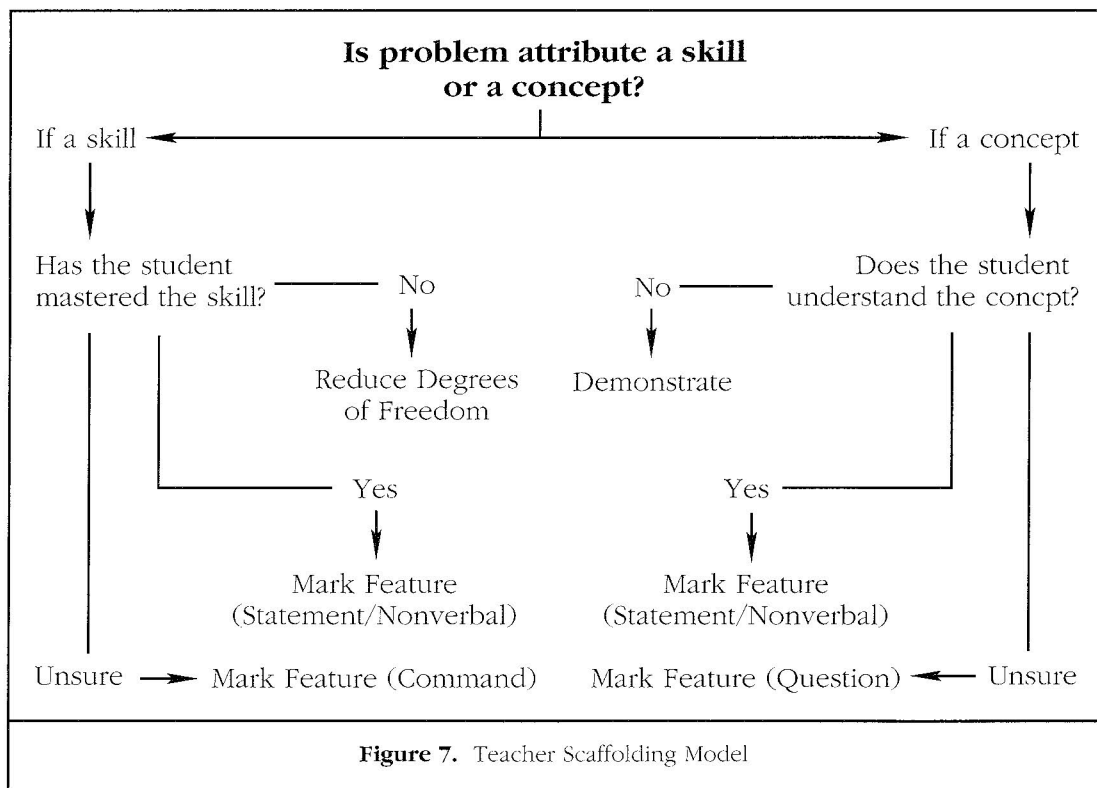 Is problem attribute a skill
or a concept?
If a skill
If a concept
Has the student
mastered the skill?
No
No
Does the student
understand the concpt?
Reduce Degrees
of Freedom
Demonstrate
Yes
Yes
Mark Feature
(Statement/Nonverbal)
Mark Feature
(Statement/Nonverbal)
Unsure
Mark Feature (Command)
Mark Feature (Question)
Unsure
Figure 7. Teacher Scaffolding Model